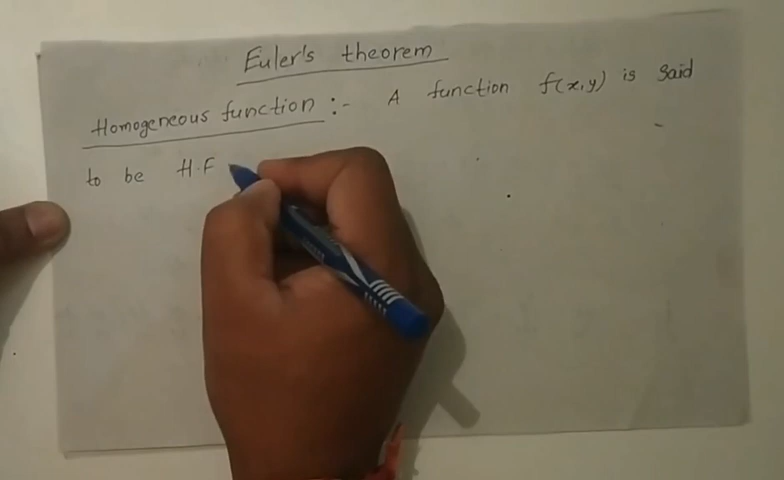 Euler's theorem
Homogeneous function :- A function f(x,y) is said
to be H.F